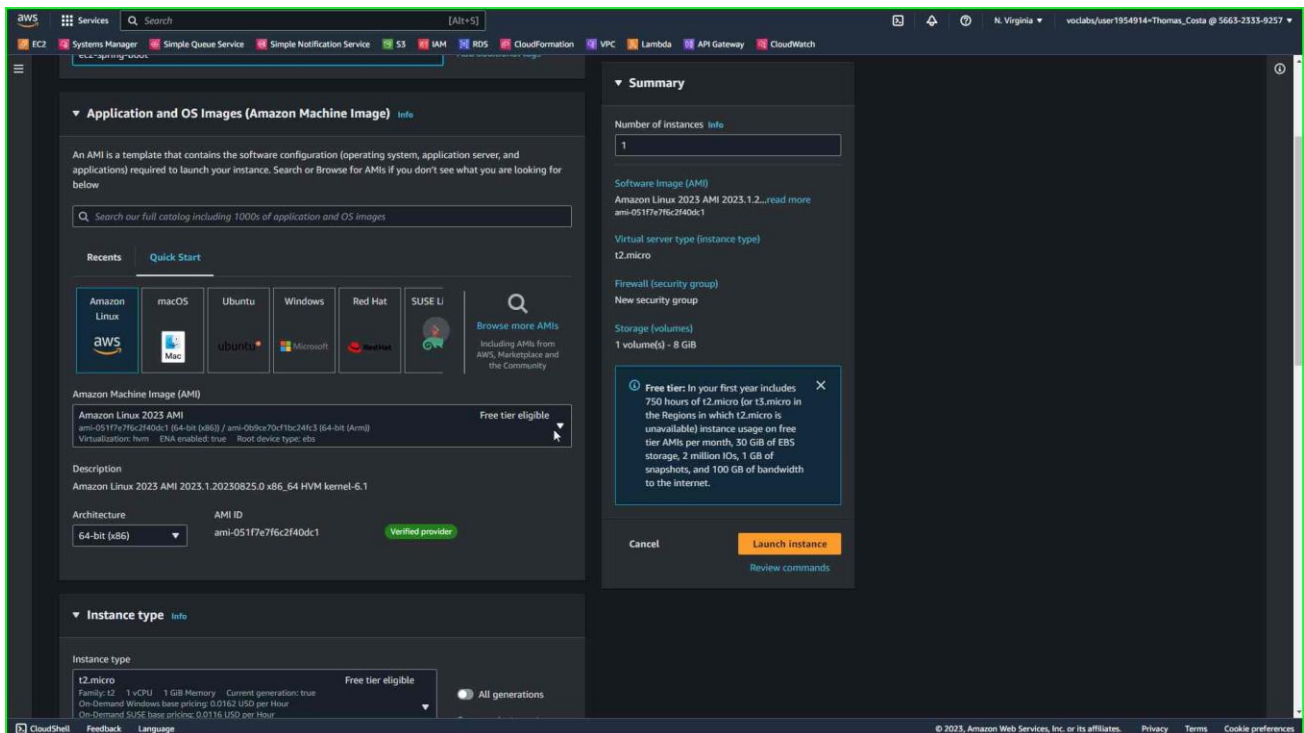 aws
Services
Search
[Alt+S]
N. Virginia
voclabs/user1954914=Thomas_Costa @ 5663-2333-9257
EC2
Systems Manager
Simple Queue Service
Simple Notification Service
S3
IAM
RDS
CloudFormation
VPC
Lambda
API Gateway
CloudWatch
ec2-spring-boot
Application and OS Images (Amazon Machine Image) Info
An AMI is a template that contains the software configuration (operating system, application server, and
applications) required to launch your instance. Search or Browse for AMIs if you don't see what you are looking for
below
Search our full catalog including 1000s of application and OS images
Recents
Quick Start
Amazon
Linux
aws
macOS
Mac
Ubuntu
ubuntu
Windows
Microsoft
Red Hat
Red Hat
SUSE Li
Browse more AMIs
Including AMIs from
AWS, Marketplace and
the Community
Amazon Machine Image (AMI)
Amazon Linux 2023 AMI
Free tier eligible
ami-051f7e7f6c2f40dc1 (64-bit (x86)) / ami-0b9ce70cf1bc24fc3 (64-bit (Arm))
Virtualization: hvm ENA enabled: true Root device type: ebs
Description
Amazon Linux 2023 AMI 2023.1.20230825.0 x86_64 HVM kernel-6.1
Architecture
AMI ID
64-bit (x86)
ami-051f7e7f6c2f40dc1
Verified provider
Instance type Info
Instance type
t2.micro
Free tier eligible
Family: t2 1 vCPU 1 GiB Memory Current generation: true
On-Demand Windows base pricing: 0.0162 USD per Hour
On-Demand SUSE base pricing: 0.0116 USD per Hour
All generations
Summary
Number of instances Info
1
Software Image (AMI)
Amazon Linux 2023 AMI 2023.1.2...read more
ami-051f7e7f6c2f40dc1
Virtual server type (instance type)
t2.micro
Firewall (security group)
New security group
Storage (volumes)
1 volume(s) - 8 GiB
Free tier: In your first year includes
750 hours of t2.micro (or t3.micro in
the Regions in which t2.micro is
unavailable) instance usage on free
tier AMIs per month, 30 GiB of EBS
storage, 2 million IOs, 1 GB of
snapshots, and 100 GB of bandwidth
to the internet.
Cancel
Launch instance
Review commands
CloudShell
Feedback
Language
© 2023, Amazon Web Services, Inc. or its affiliates.
Privacy
Terms
Cookie preferences